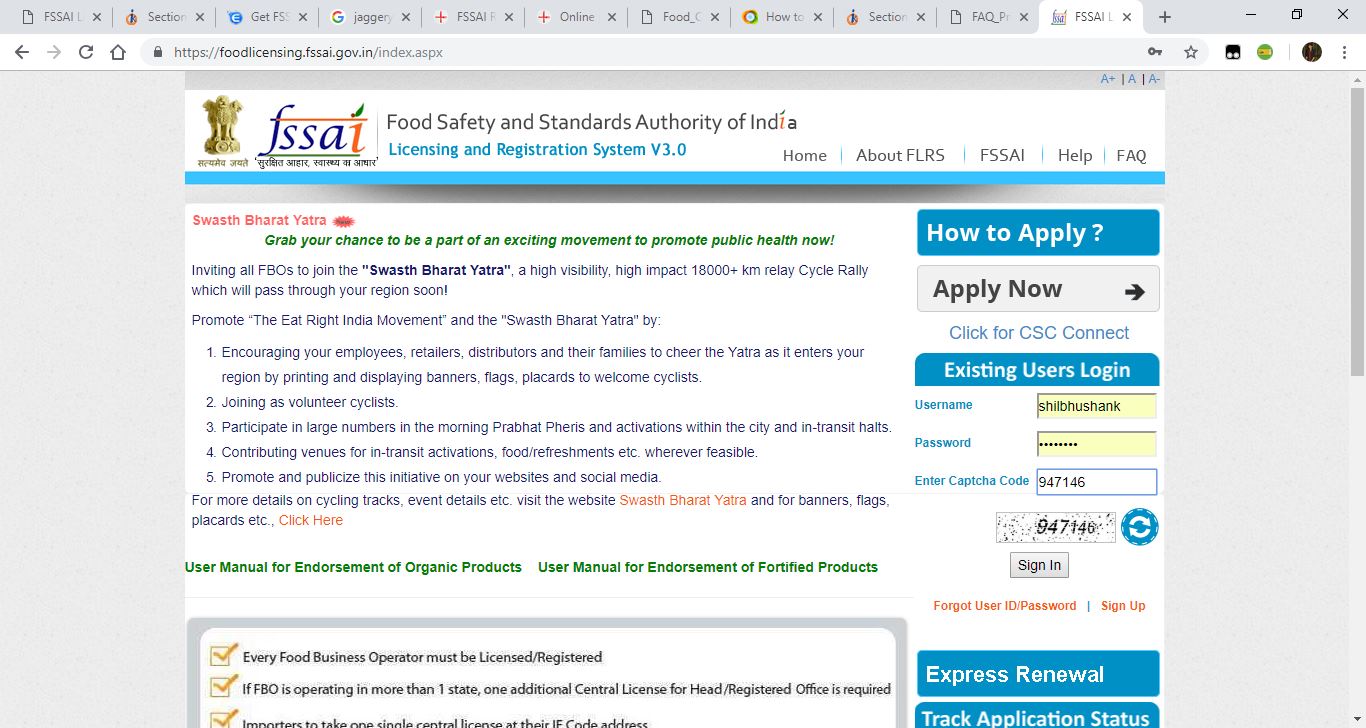 FSSAI L
Section
Get FSS
jaggery
FSSAI R
Online
Food_C
How to
Section
FAQ_Pr
FSSAI L
https://foodlicensing.fssai.gov.in/index.aspx
A+ | A | A-
fssai
सत्यमेव जयते
'सुरक्षित आहार, स्वास्थ्य का आधार'
Food Safety and Standards Authority of India
Licensing and Registration System V3.0
Home
About FLRS
FSSAI
Help
FAQ
Swasth Bharat Yatra
Grab your chance to be a part of an exciting movement to promote public health now!
Inviting all FBOs to join the "Swasth Bharat Yatra", a high visibility, high impact 18000+ km relay Cycle Rally
which will pass through your region soon!
Promote “The Eat Right India Movement” and the "Swasth Bharat Yatra" by:
1. Encouraging your employees, retailers, distributors and their families to cheer the Yatra as it enters your
region by printing and displaying banners, flags, placards to welcome cyclists.
2. Joining as volunteer cyclists.
3. Participate in large numbers in the morning Prabhat Pheris and activations within the city and in-transit halts.
4. Contributing venues for in-transit activations, food/refreshments etc. wherever feasible.
5. Promote and publicize this initiative on your websites and social media.
For more details on cycling tracks, event details etc. visit the website Swasth Bharat Yatra and for banners, flags,
placards etc., Click Here
User Manual for Endorsement of Organic Products User Manual for Endorsement of Fortified Products
Every Food Business Operator must be Licensed/Registered
If FBO is operating in more than 1 state, one additional Central License for Head/Registered Office is required
Importers to take one single central license at their IE Code address
How to Apply ?
Apply Now
Click for CSC Connect
Existing Users Login
Username shilbhushank
Password ••••••••
Enter Captcha Code 947146
947146
Sign In
Forgot User ID/Password | Sign Up
Express Renewal
Track Application Status